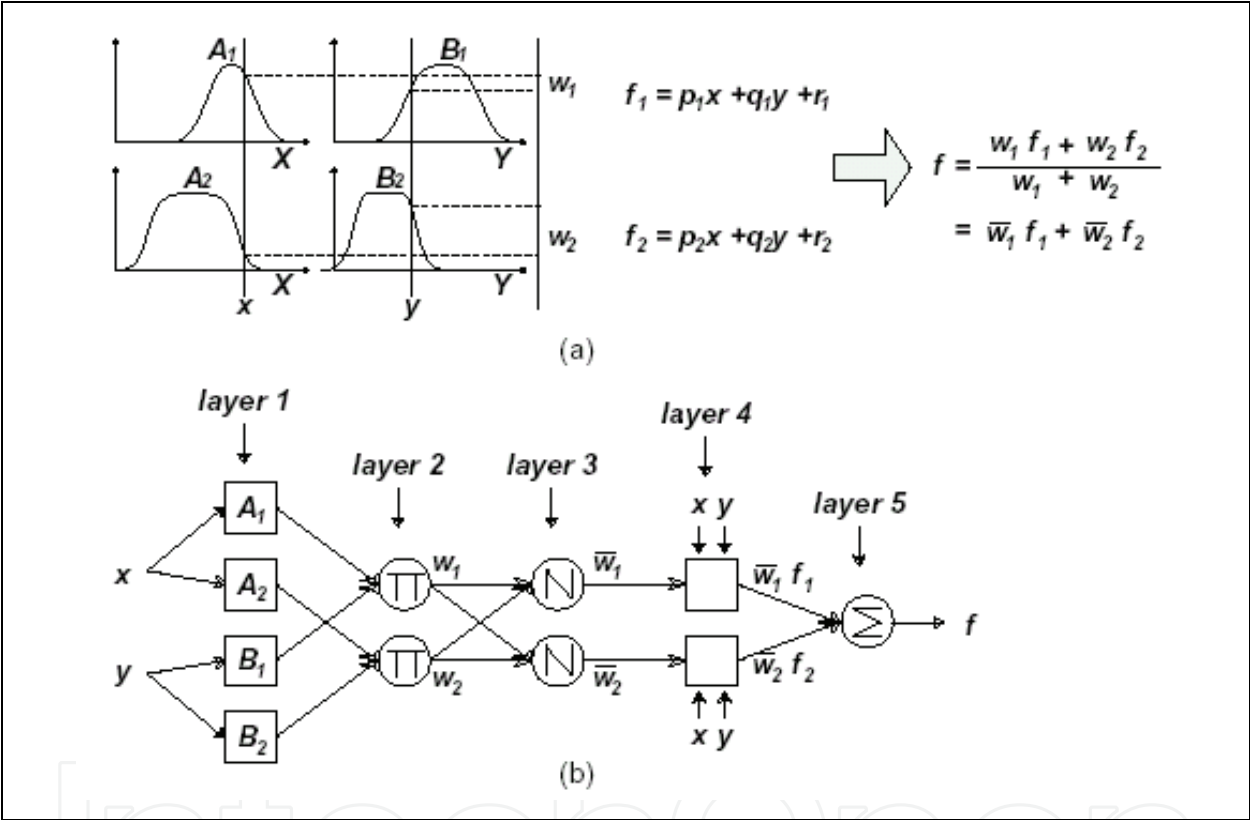 A1 B1
w1 f1 = p1x +q1y +r1
X Y
A2 B2
w2 f2 = p2x +q2y +r2
X Y
x y
f = w1 f1 + w2 f2
w1 + w2
= w̅1 f1 + w̅2 f2
(a)
layer 1
layer 2
layer 3
layer 4
layer 5
x
y
A1
A2
B1
B2
Π w1
Π w2
N w̅1
N w̅2
x y
x y
w̅1 f1
w̅2 f2
Σ f
(b)